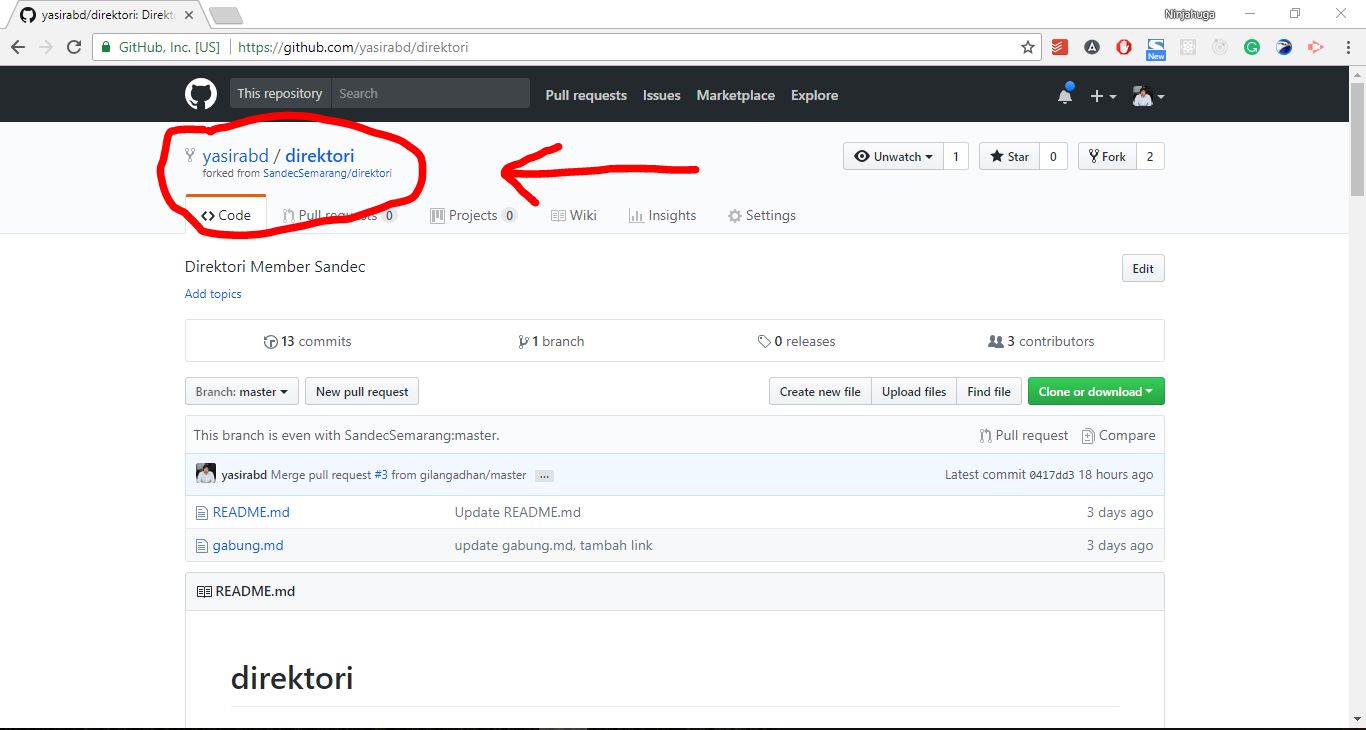 yasirabd/direktori: Direkt
Ninjahuga
GitHub, Inc. [US] https://github.com/yasirabd/direktori
New
This repository Search Pull requests Issues Marketplace Explore
yasirabd / direktori
forked from SandecSemarang/direktori
Unwatch 1 Star 0 Fork 2
Code Pull requests 0 Projects 0 Wiki Insights Settings
Direktori Member Sandec
Edit
Add topics
13 commits 1 branch 0 releases 3 contributors
Branch: master New pull request Create new file Upload files Find file Clone or download
This branch is even with SandecSemarang:master. Pull request Compare
yasirabd Merge pull request #3 from gilangadhan/master ... Latest commit 0417dd3 18 hours ago
README.md Update README.md 3 days ago
gabung.md update gabung.md, tambah link 3 days ago
README.md
direktori